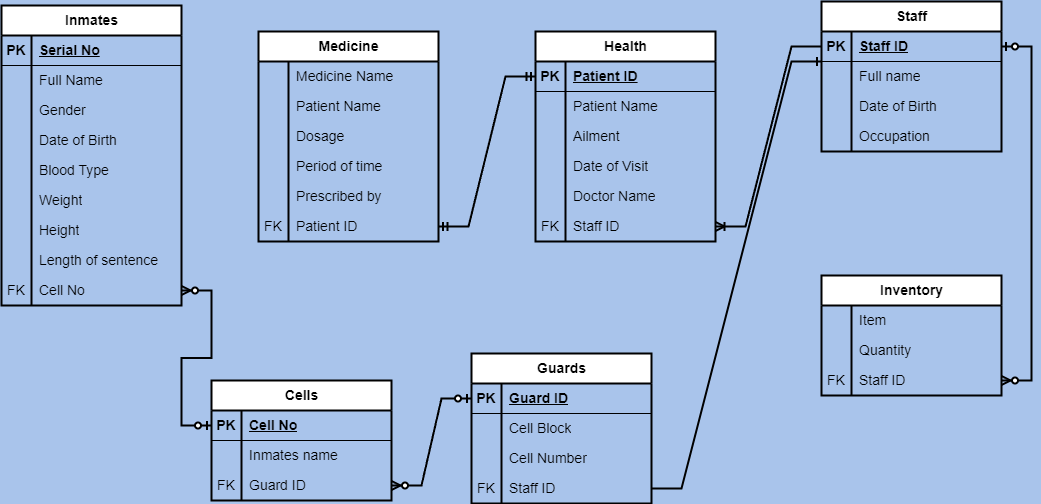 Inmates
PK Serial No
Full Name
Gender
Date of Birth
Blood Type
Weight
Height
Length of sentence
FK Cell No
Medicine
Medicine Name
Patient Name
Dosage
Period of time
Prescribed by
FK Patient ID
Health
PK Patient ID
Patient Name
Ailment
Date of Visit
Doctor Name
FK Staff ID
Staff
PK Staff ID
Full name
Date of Birth
Occupation
Inventory
Item
Quantity
FK Staff ID
Cells
PK Cell No
Inmates name
FK Guard ID
Guards
PK Guard ID
Cell Block
Cell Number
FK Staff ID